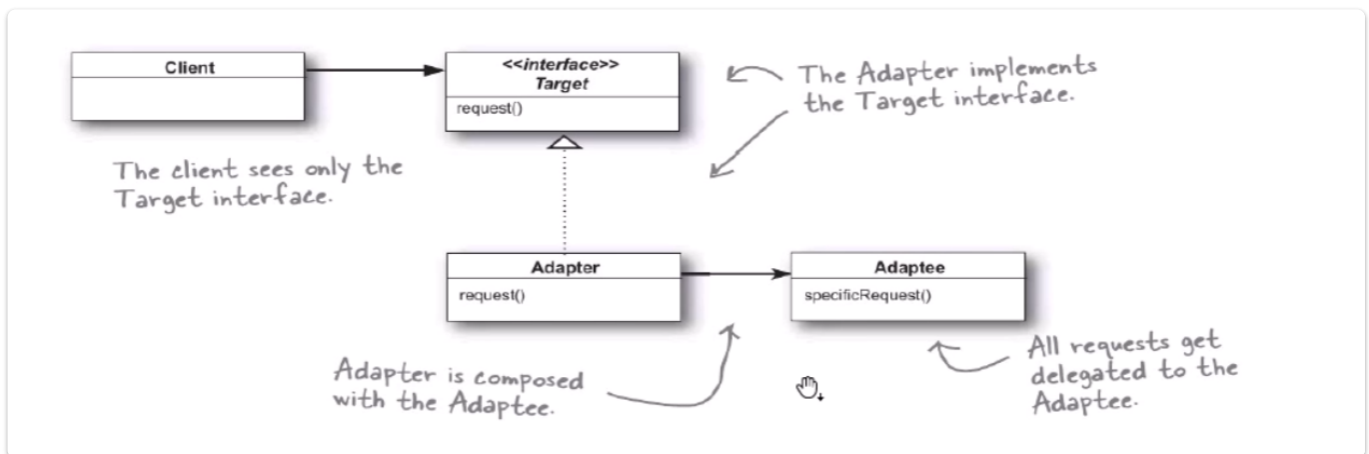 Client
<<interface>>
Target
request()
The Adapter implements
the Target interface.
The client sees only the
Target interface.
Adapter
request()
Adaptee
specificRequest()
Adapter is composed
with the Adaptee.
All requests get
delegated to the
Adaptee.